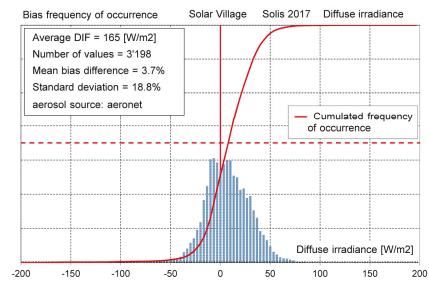 Bias frequency of occurrence Solar Village Solis 2017 Diffuse irradiance
Average DIF = 165 [W/m2]
Number of values = 3'198
Mean bias difference = 3.7%
Standard deviation = 18.8%
aerosol source: aeronet
Cumulated frequency
of occurrence
Diffuse irradiance [W/m2]
-200 -150 -100 -50 0 50 100 150 200